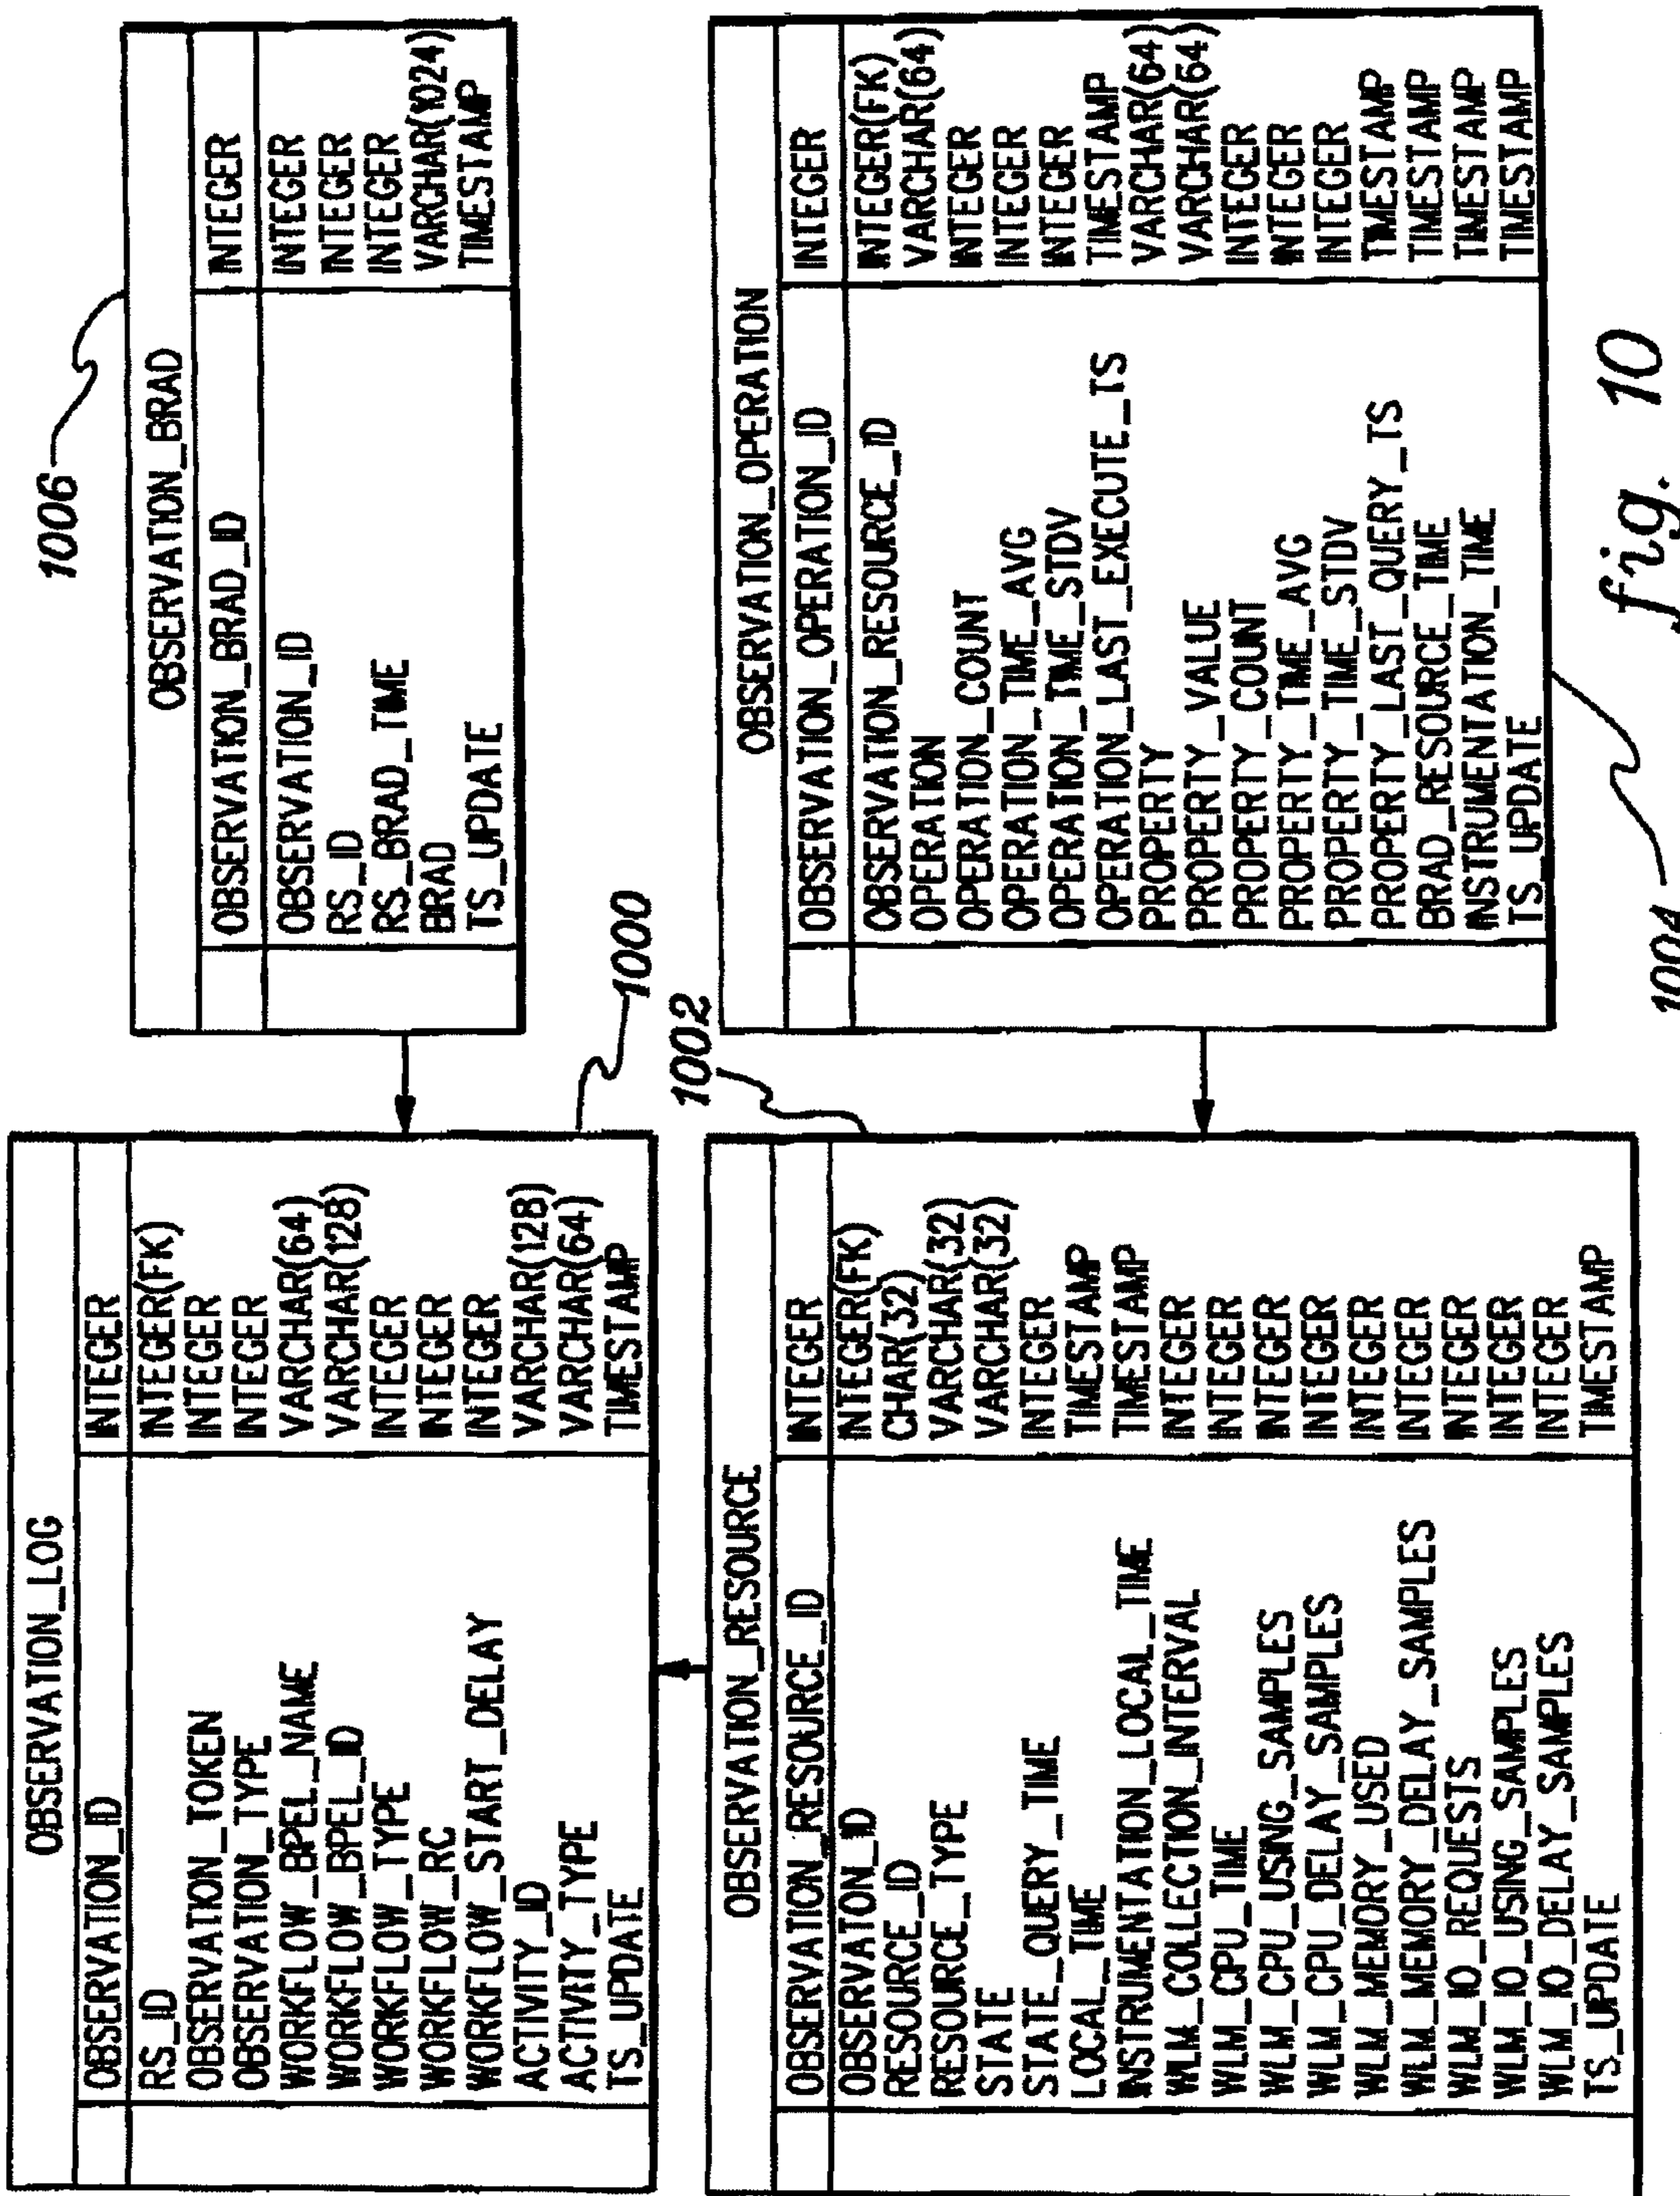 OBSERVATION_LOG
OBSERVATION_ID INTEGER
RS_ID INTEGER(FK)
OBSERVATION_TOKEN INTEGER
OBSERVATION_TYPE INTEGER
WORKFLOW_BPEL_NAME VARCHAR(64)
WORKFLOW_BPEL_ID VARCHAR(128)
WORKFLOW_TYPE INTEGER
WORKFLOW_RC INTEGER
WORKFLOW_START_DELAY INTEGER
ACTIVITY_ID VARCHAR(128)
ACTIVITY_TYPE VARCHAR(64)
TS_UPDATE TIMESTAMP
1000
1006
OBSERVATION_BRAD
OBSERVATION_BRAD_ID INTEGER
OBSERVATION_ID INTEGER
RS_ID INTEGER
RS_BRAD_TIME INTEGER
BRAD VARCHAR(1024)
TS_UPDATE TIMESTAMP
1002
OBSERVATION_RESOURCE
OBSERVATION_RESOURCE_ID INTEGER
OBSERVATON_ID INTEGER(FK)
RESOURCE_ID CHAR(32)
RESOURCE_TYPE VARCHAR(32)
STATE VARCHAR(32)
STATE_QUERY_TIME INTEGER
LOCAL_TIME TIMESTAMP
INSTRUMENTATION_LOCAL_TIME TIMESTAMP
WLM_COLLECTION_INTERVAL INTEGER
WLM_CPU_TIME INTEGER
WLM_CPU_USING_SAMPLES INTEGER
WLM_CPU_DELAY_SAMPLES INTEGER
WLM_MEMORY_USED INTEGER
WLM_MEMORY_DELAY_SAMPLES INTEGER
WLM_IO_REQUESTS INTEGER
WLM_IO_USING_SAMPLES INTEGER
WLM_IO_DELAY_SAMPLES INTEGER
TS_UPDATE TIMESTAMP
OBSERVATION_OPERATION
OBSERVATION_OPERATION_ID INTEGER
OBSERVATION_RESOURCE_ID INTEGER(FK)
OPERATION VARCHAR(64)
OPERATION_COUNT INTEGER
OPERATION_TIME_AVG INTEGER
OPERATION_TIME_STDV INTEGER
OPERATION_LAST_EXECUTE_TS TIMESTAMP
PROPERTY VARCHAR(64)
PROPERTY_VALUE VARCHAR(64)
PROPERTY_COUNT INTEGER
PROPERTY_TIME_AVG INTEGER
PROPERTY_TIME_STDV INTEGER
PROPERTY_LAST_QUERY_TS TIMESTAMP
BRAD_RESOURCE_TIME TIMESTAMP
INSTRUMENTATION_TIME TIMESTAMP
TS_UPDATE TIMESTAMP
1004
fig. 10